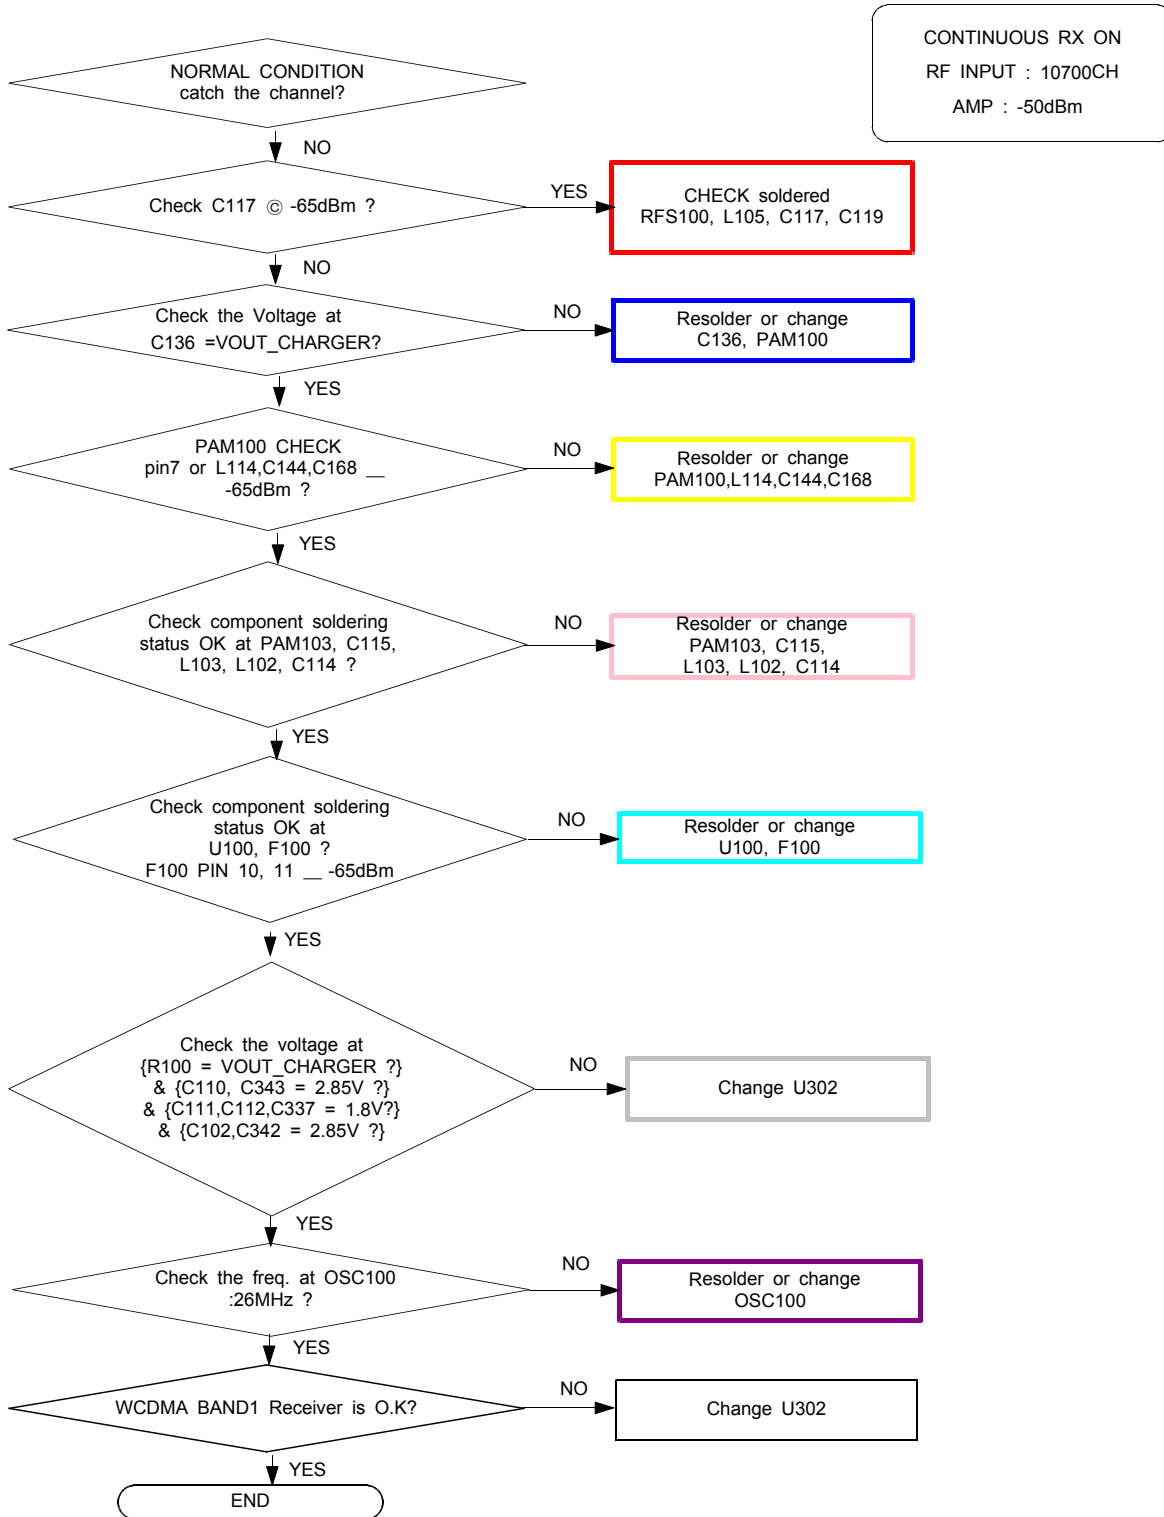 CONTINUOUS RX ON
RF INPUT : 10700CH
AMP : -50dBm
NORMAL CONDITION
catch the channel?
NO
Check C117 © -65dBm ?
YES
CHECK soldered
RFS100, L105, C117, C119
NO
Check the Voltage at
C136 =VOUT_CHARGER?
NO
Resolder or change
C136, PAM100
YES
PAM100 CHECK
pin7 or L114,C144,C168 __
-65dBm ?
NO
Resolder or change
PAM100,L114,C144,C168
YES
Check component soldering
status OK at PAM103, C115,
L103, L102, C114 ?
NO
Resolder or change
PAM103, C115,
L103, L102, C114
YES
Check component soldering
status OK at
U100, F100 ?
F100 PIN 10, 11 __ -65dBm
NO
Resolder or change
U100, F100
YES
Check the voltage at
{R100 = VOUT_CHARGER ?}
& {C110, C343 = 2.85V ?}
& {C111,C112,C337 = 1.8V?}
& {C102,C342 = 2.85V ?}
NO
Change U302
YES
Check the freq. at OSC100
:26MHz ?
NO
Resolder or change
OSC100
YES
WCDMA BAND1 Receiver is O.K?
NO
Change U302
YES
END